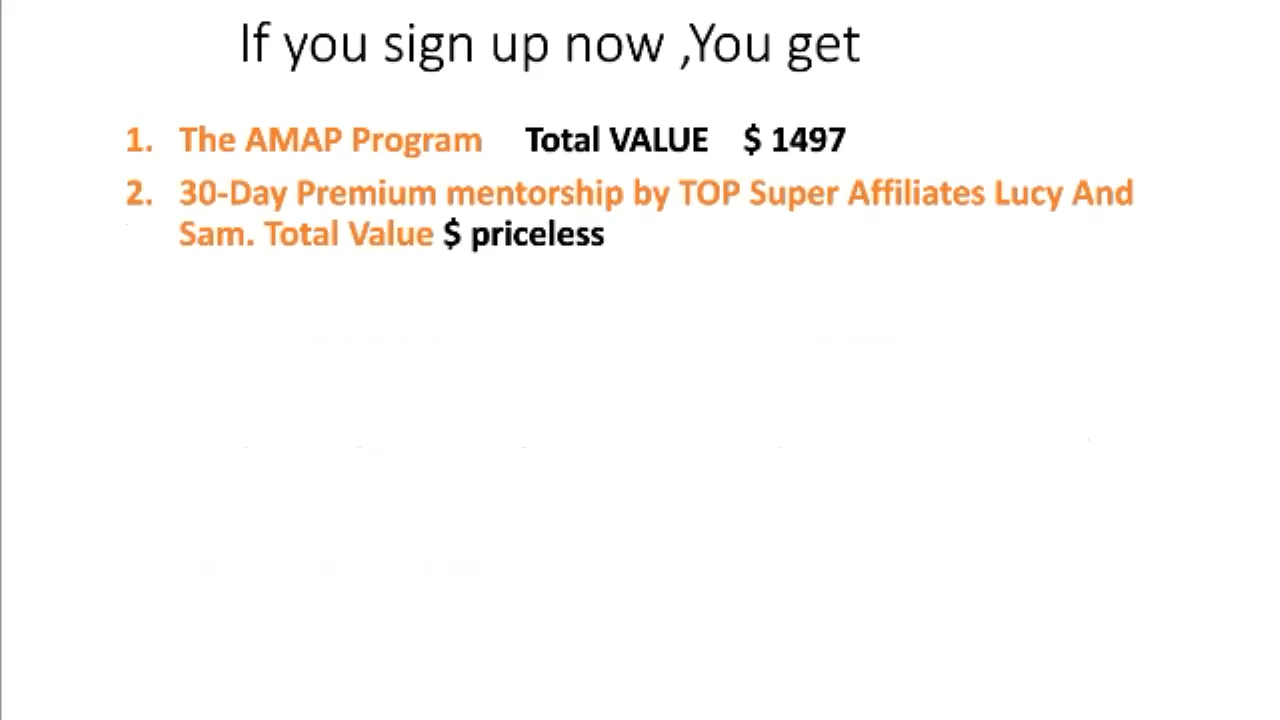 If you sign up now ,You get
1. The AMAP Program Total VALUE $ 1497
2. 30-Day Premium mentorship by TOP Super Affiliates Lucy And
Sam. Total Value $ priceless